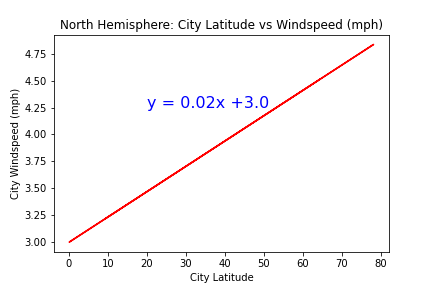 North Hemisphere: City Latitude vs Windspeed (mph)
City Windspeed (mph)
4.75
4.50
4.25
4.00
3.75
3.50
3.25
3.00
y = 0.02x +3.0
0 10 20 30 40 50 60 70 80
City Latitude